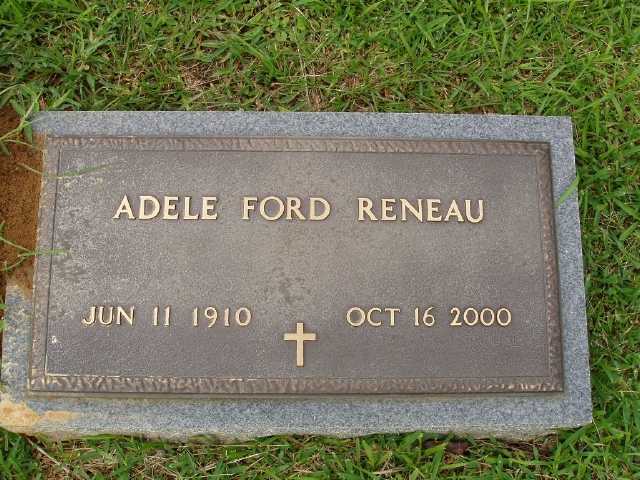 ADELE FORD RENEAU
JUN 11 1910 OCT 16 2000